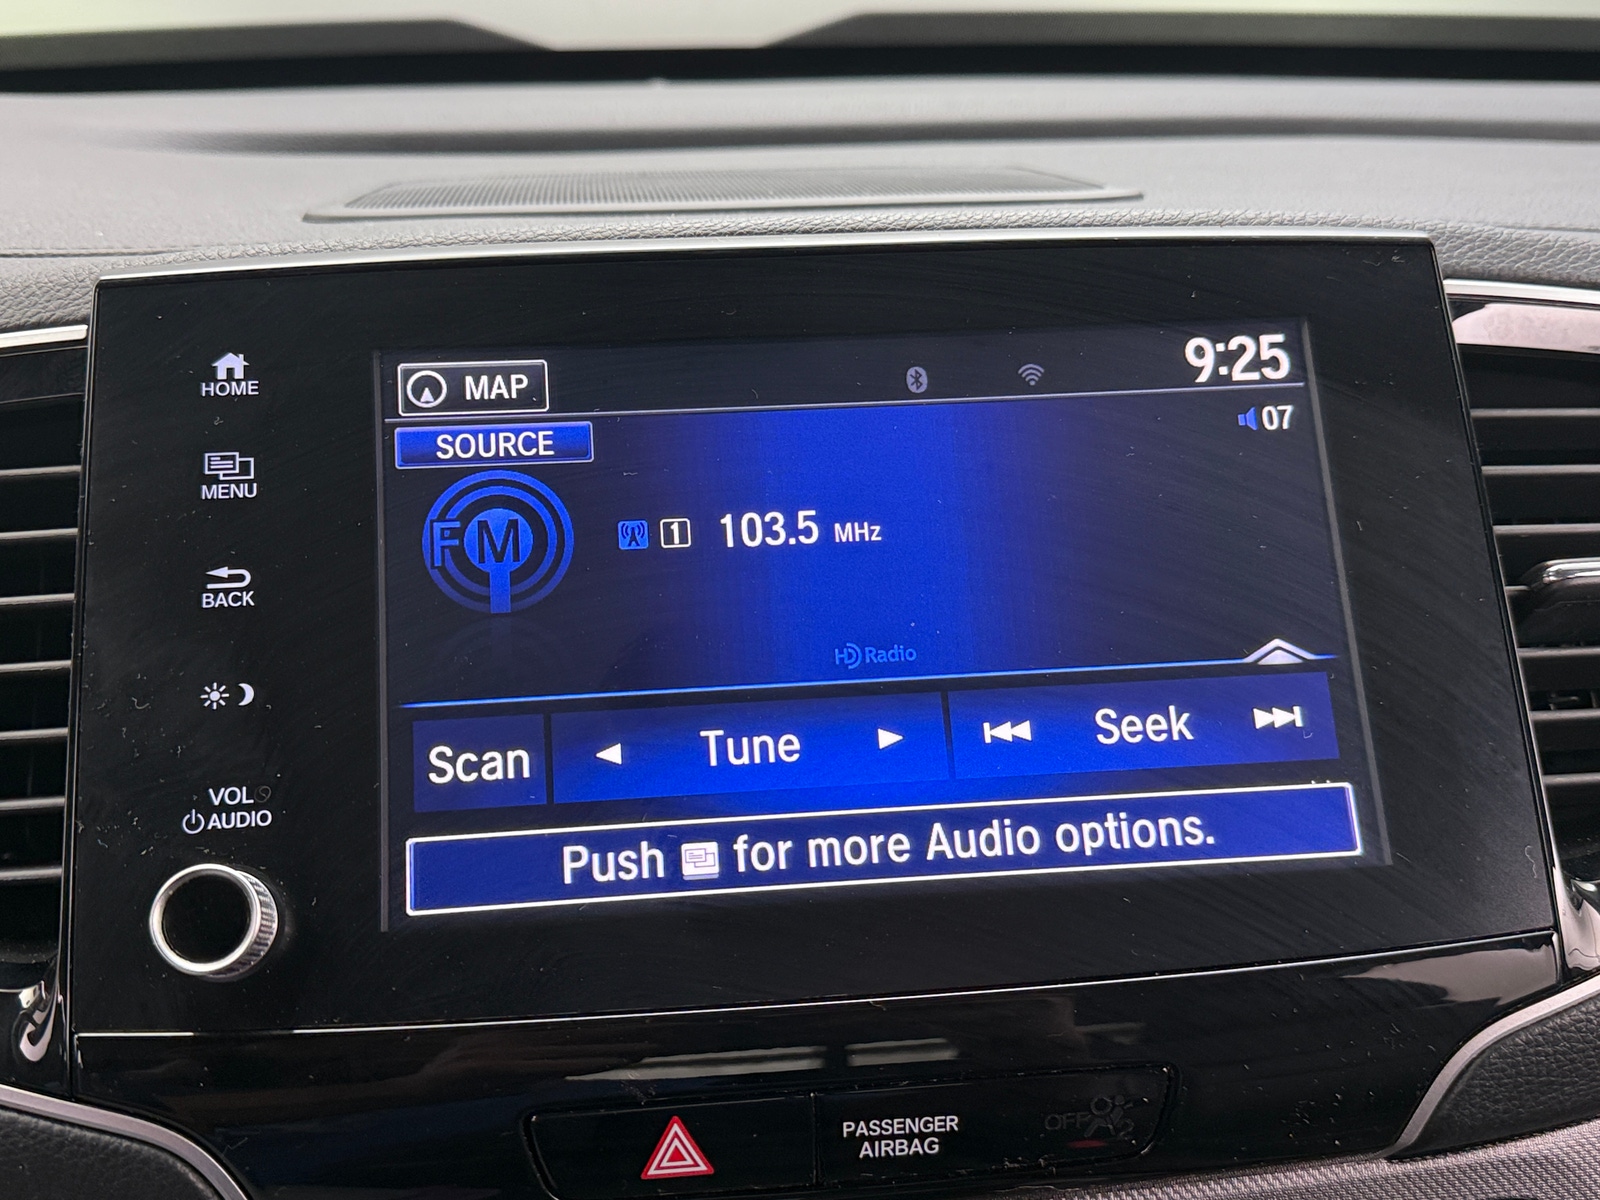 HOME
MENU
BACK
VOL
AUDIO
MAP
9:25
SOURCE
07
FM
1 103.5 MHz
HD Radio
Scan Tune Seek
Push for more Audio options.
PASSENGER
AIRBAG
OFF
2